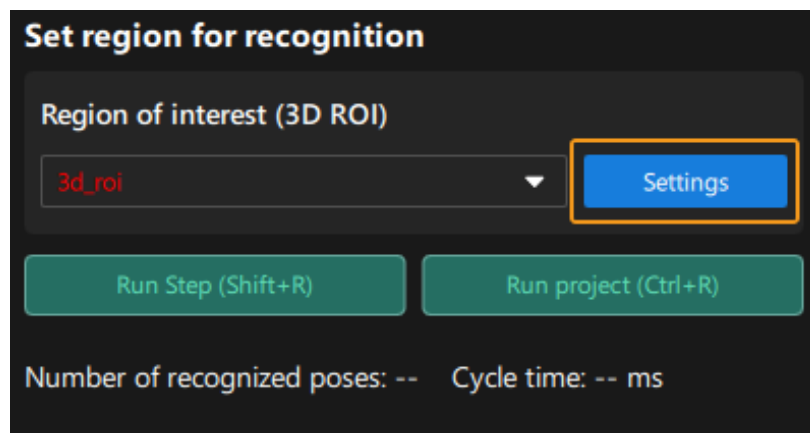 Set region for recognition
Region of interest (3D ROI)
3d_roi Settings
Run Step (Shift+R) Run project (Ctrl+R)
Number of recognized poses: -- Cycle time: -- ms